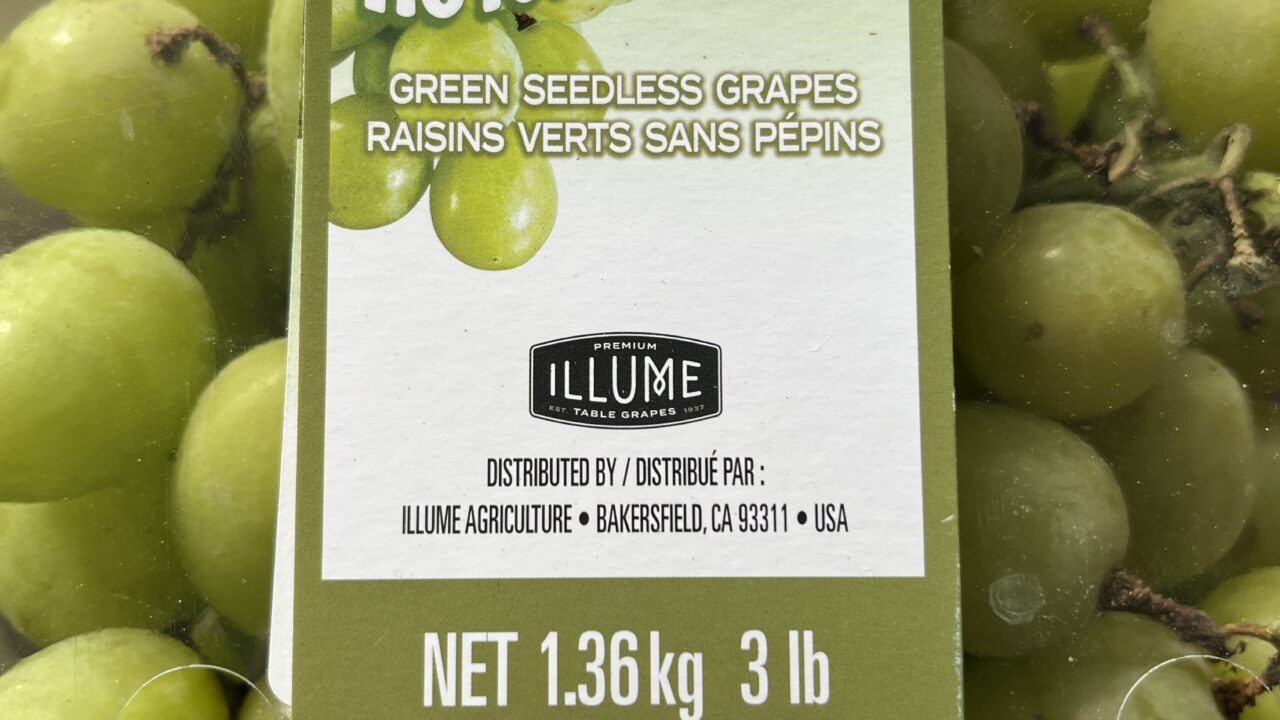 GREEN SEEDLESS GRAPES
RAISINS VERTS SANS PÉPINS
PREMIUM
ILLUME
EST. TABLE GRAPES 1937
DISTRIBUTED BY / DISTRIBUÉ PAR :
ILLUME AGRICULTURE • BAKERSFIELD, CA 93311 • USA
NET 1.36 kg 3 lb